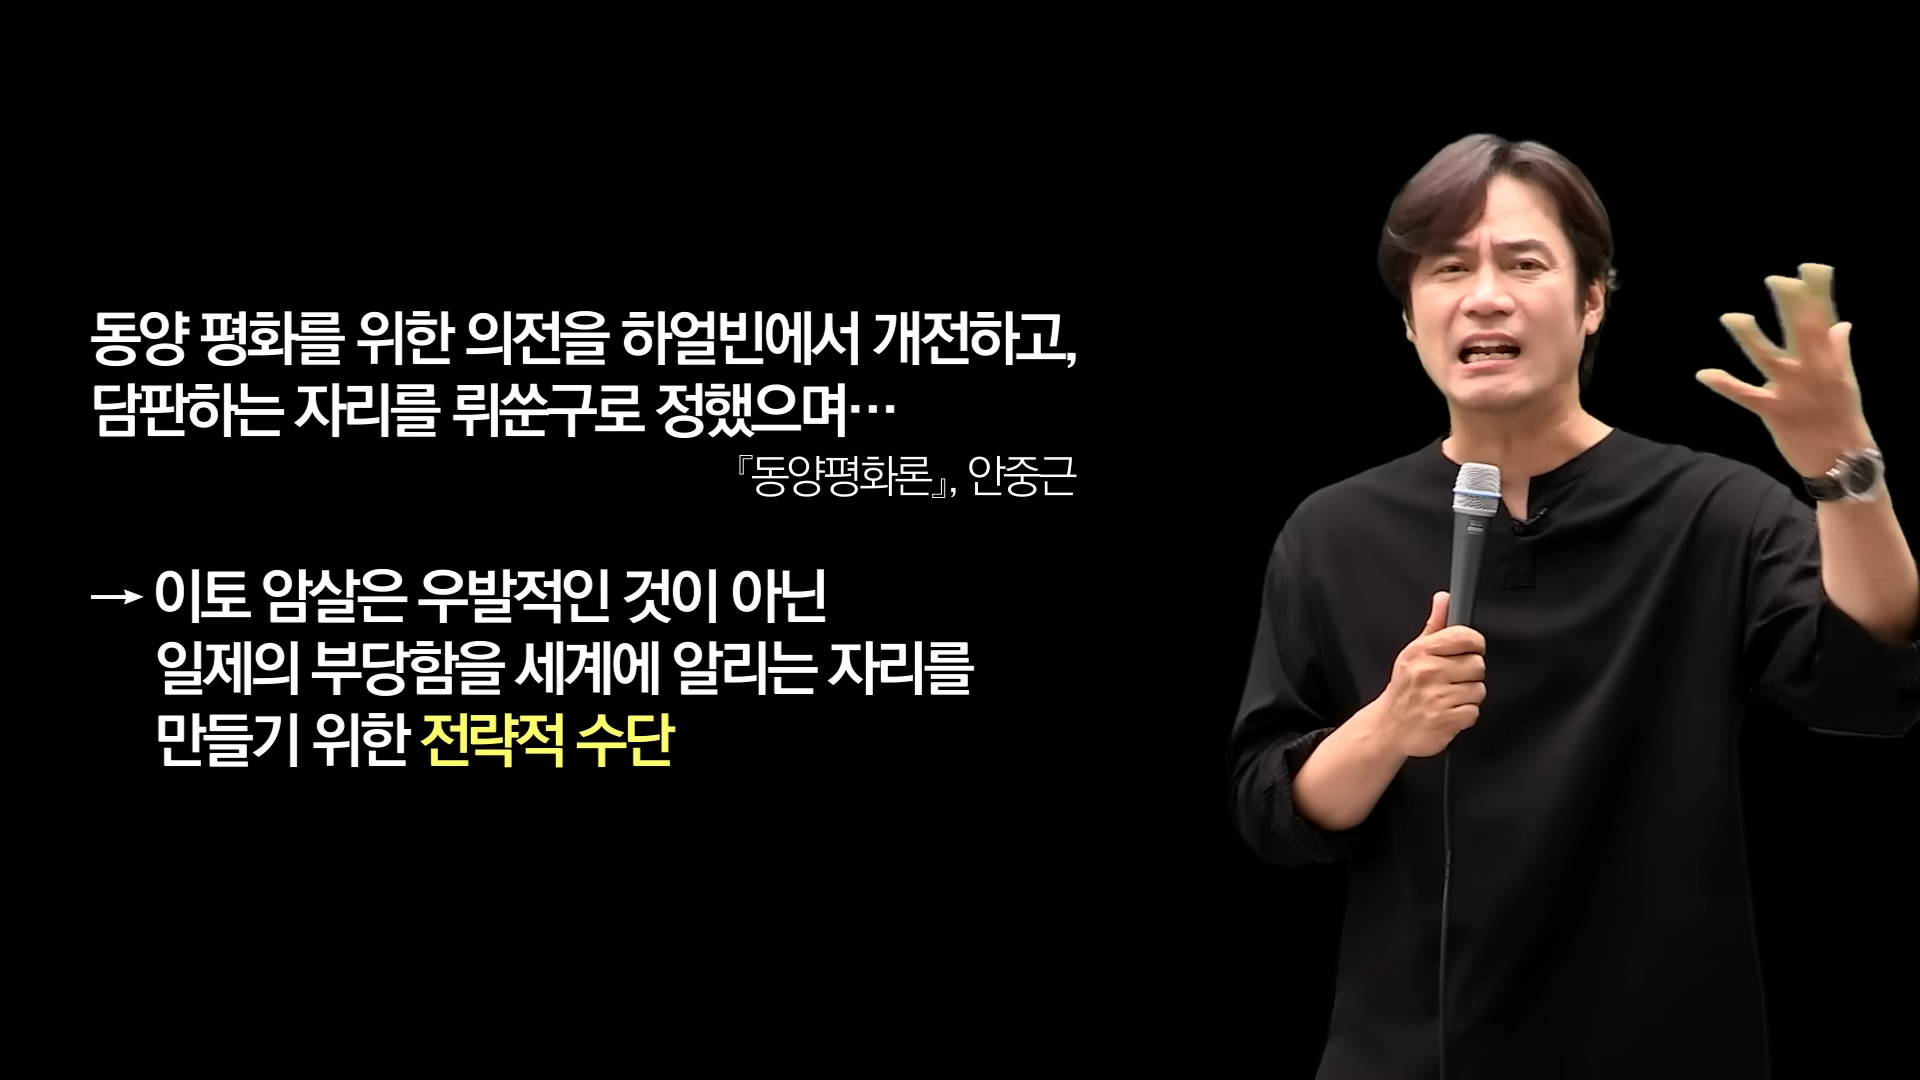 동양 평화를 위한 의전을 하얼빈에서 개전하고,
담판하는 자리를 뤼쑨구로 정했으며…
『동양평화론』, 안중근
→ 이토 암살은 우발적인 것이 아닌
일제의 부당함을 세계에 알리는 자리를
만들기 위한 전략적 수단